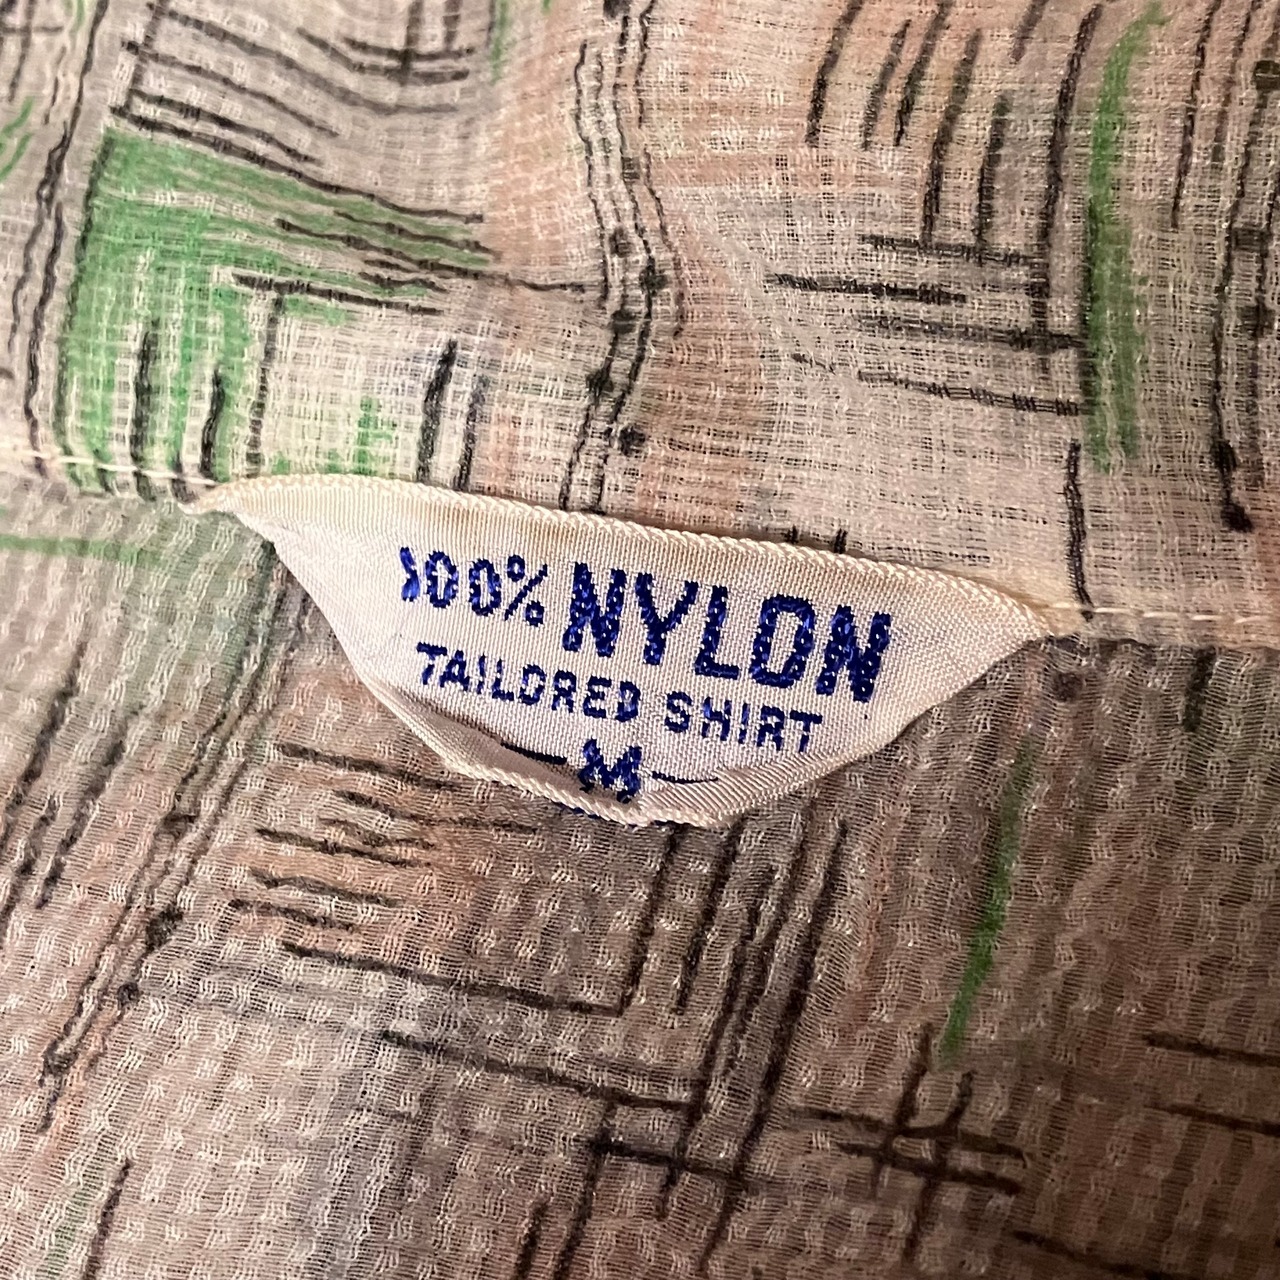 100% NYLON
TAILORED SHIRT
—M—